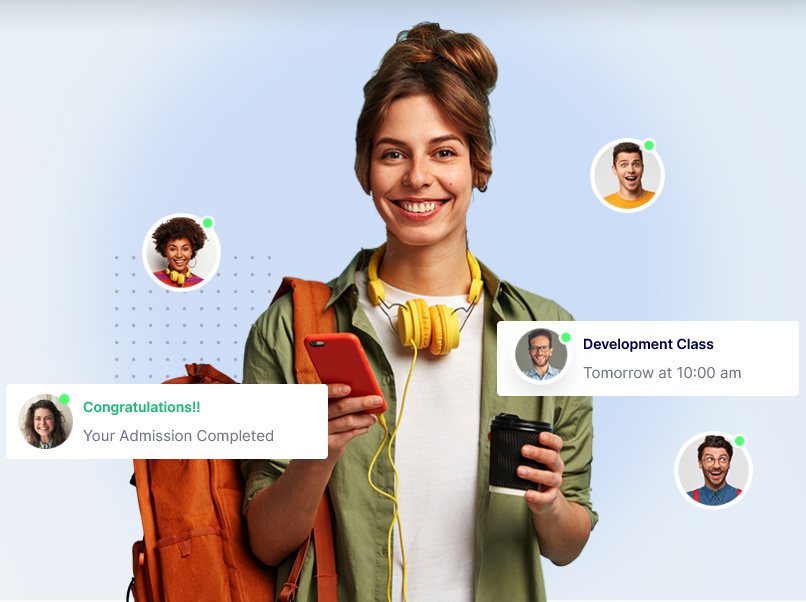 Development Class
Tomorrow at 10:00 am
Congratulations!!
Your Admission Completed